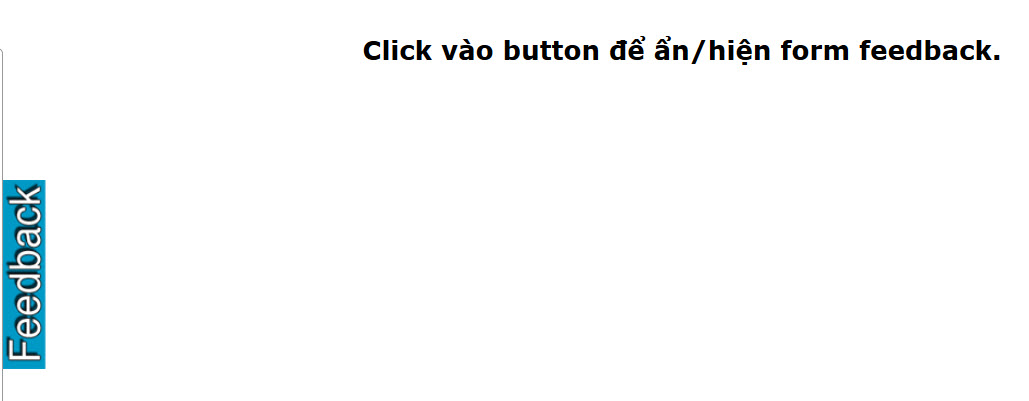 Click vào button để ẩn/hiện form feedback.
Feedback